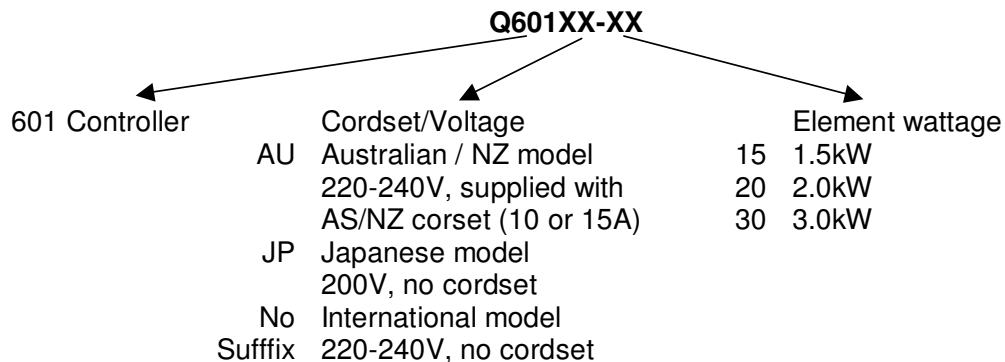 Q601XX-XX
601 Controller Cordset/Voltage Element wattage
AU Australian / NZ model 15 1.5kW
220-240V, supplied with 20 2.0kW
AS/NZ corset (10 or 15A) 30 3.0kW
JP Japanese model
200V, no cordset
No International model
Sufffix 220-240V, no cordset